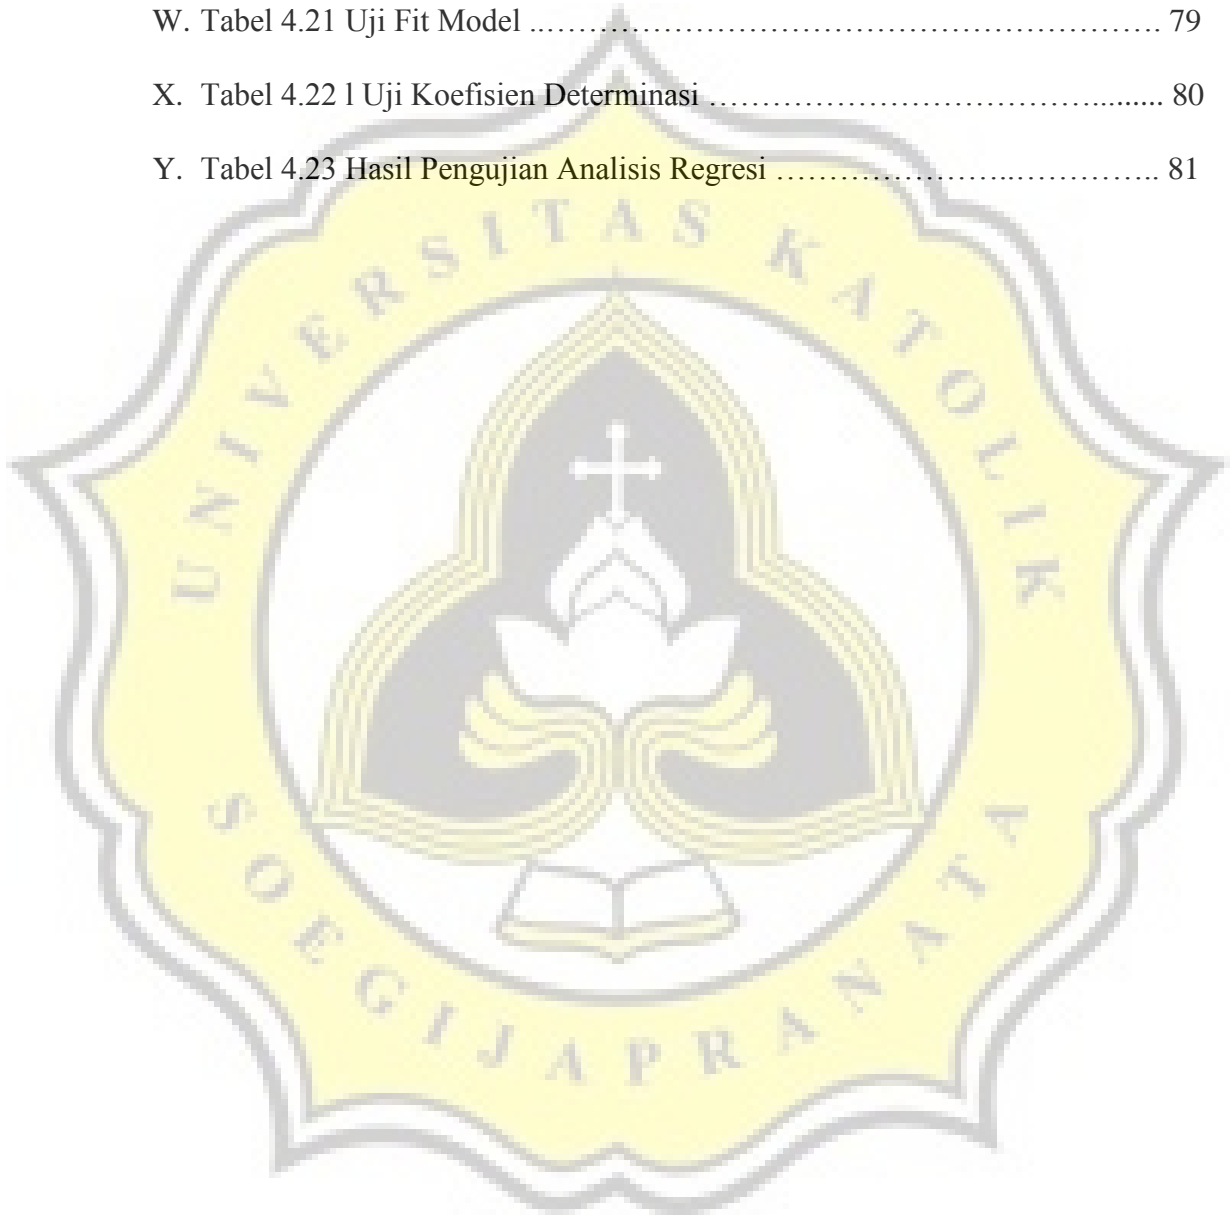 W. Tabel 4.21 Uji Fit Model ..……………………………………………………… 79
X. Tabel 4.22 l Uji Koefisien Determinasi ……………………………………......... 80
Y. Tabel 4.23 Hasil Pengujian Analisis Regresi …………………..………….. 81
UNIVERSITAS KATOLIK
SOEGIJAPRANATA